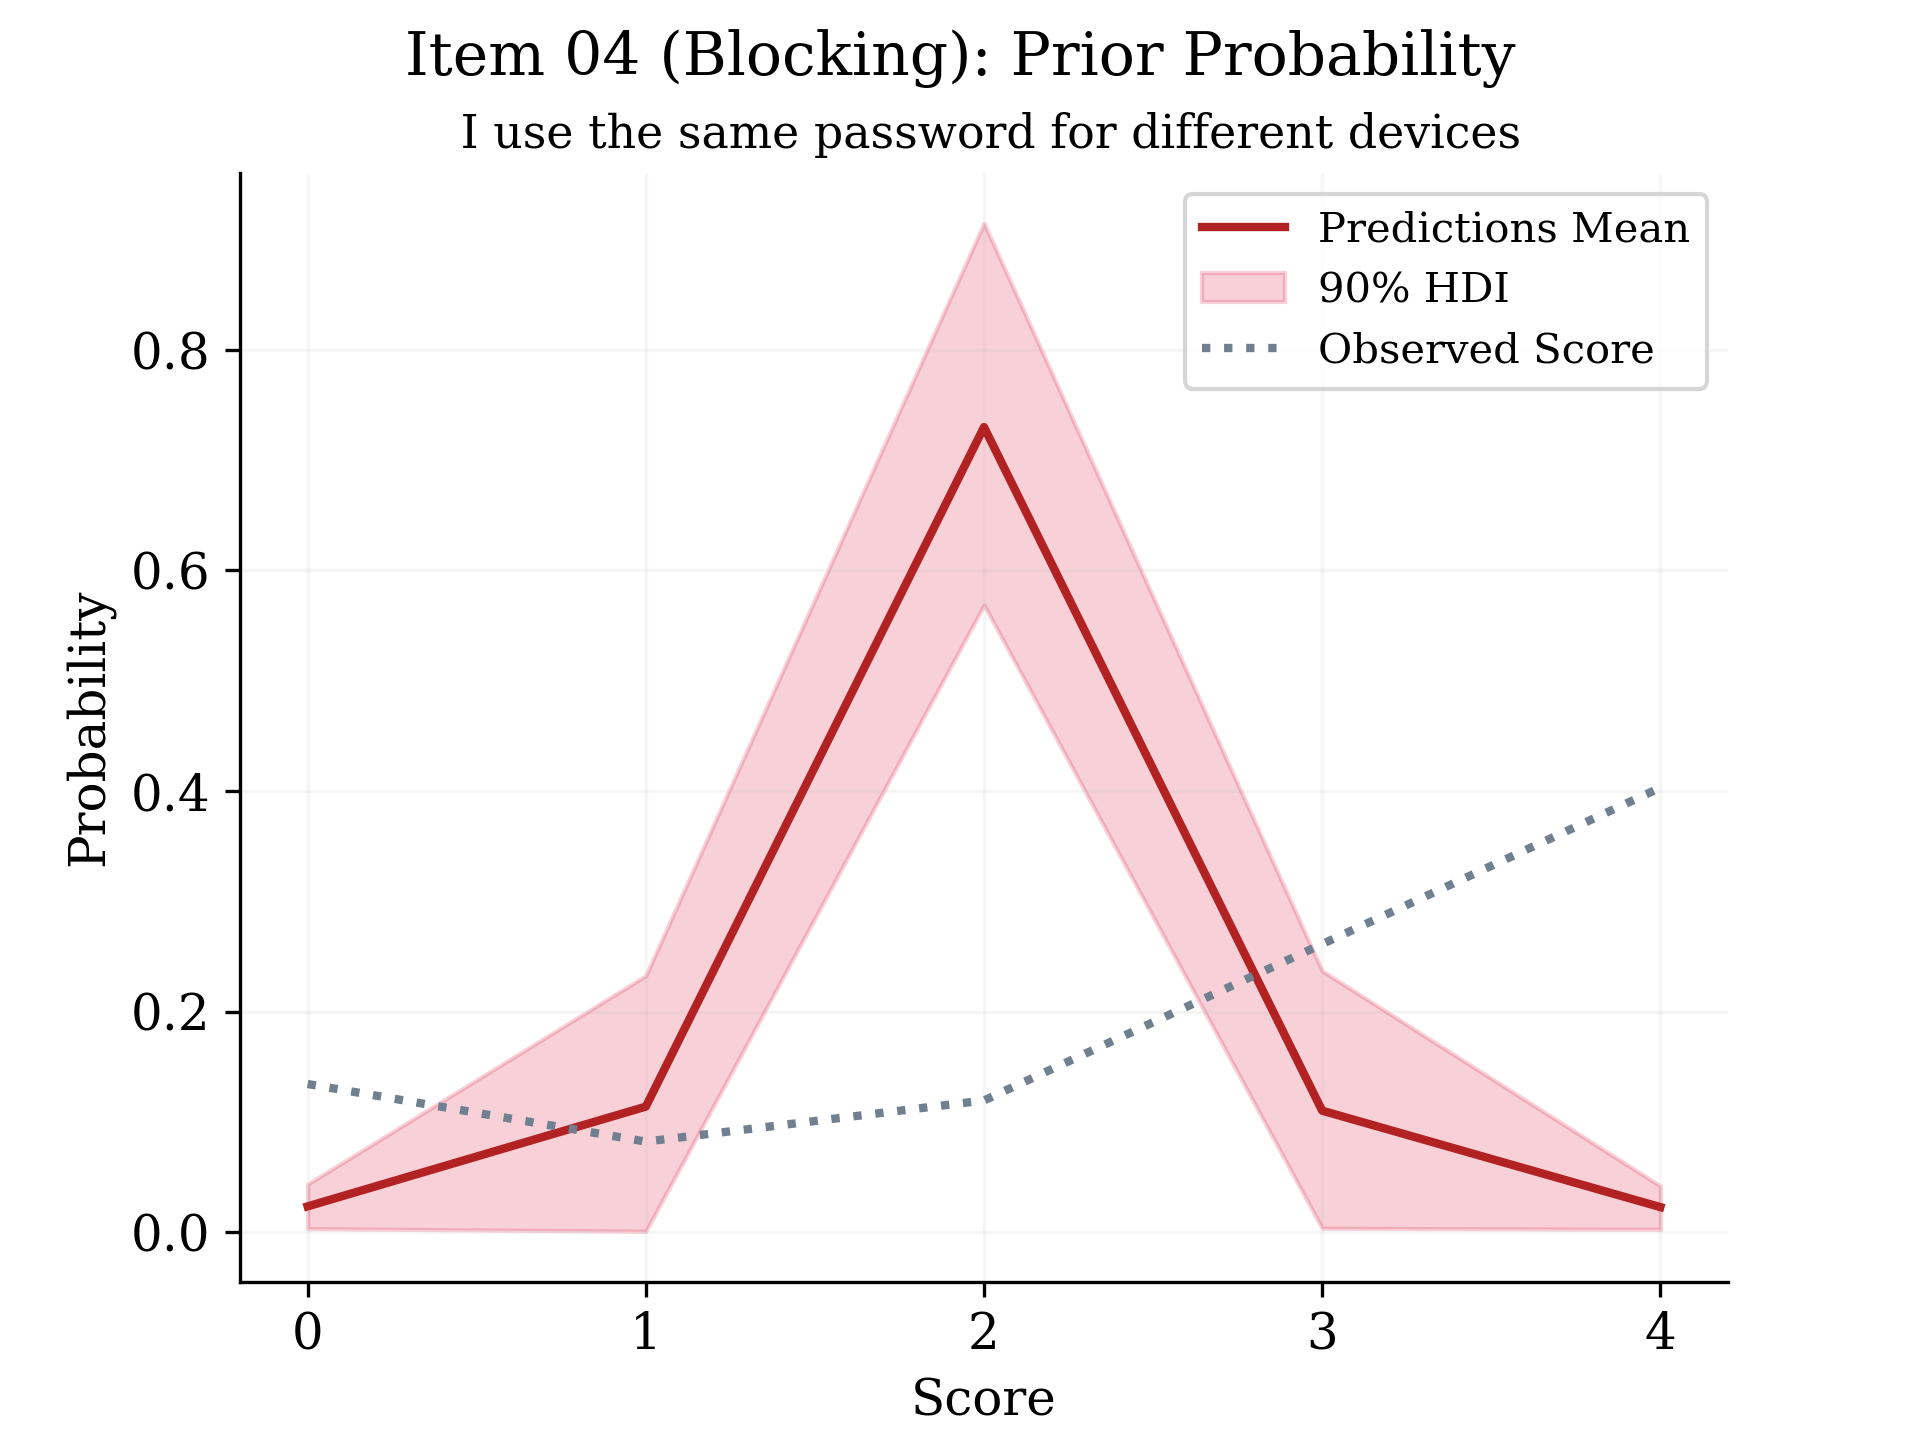 Item 04 (Blocking): Prior Probability
I use the same password for different devices
Predictions Mean
90% HDI
Observed Score
0.8
0.6
0.4
0.2
0.0
Probability
0 1 2 3 4
Score